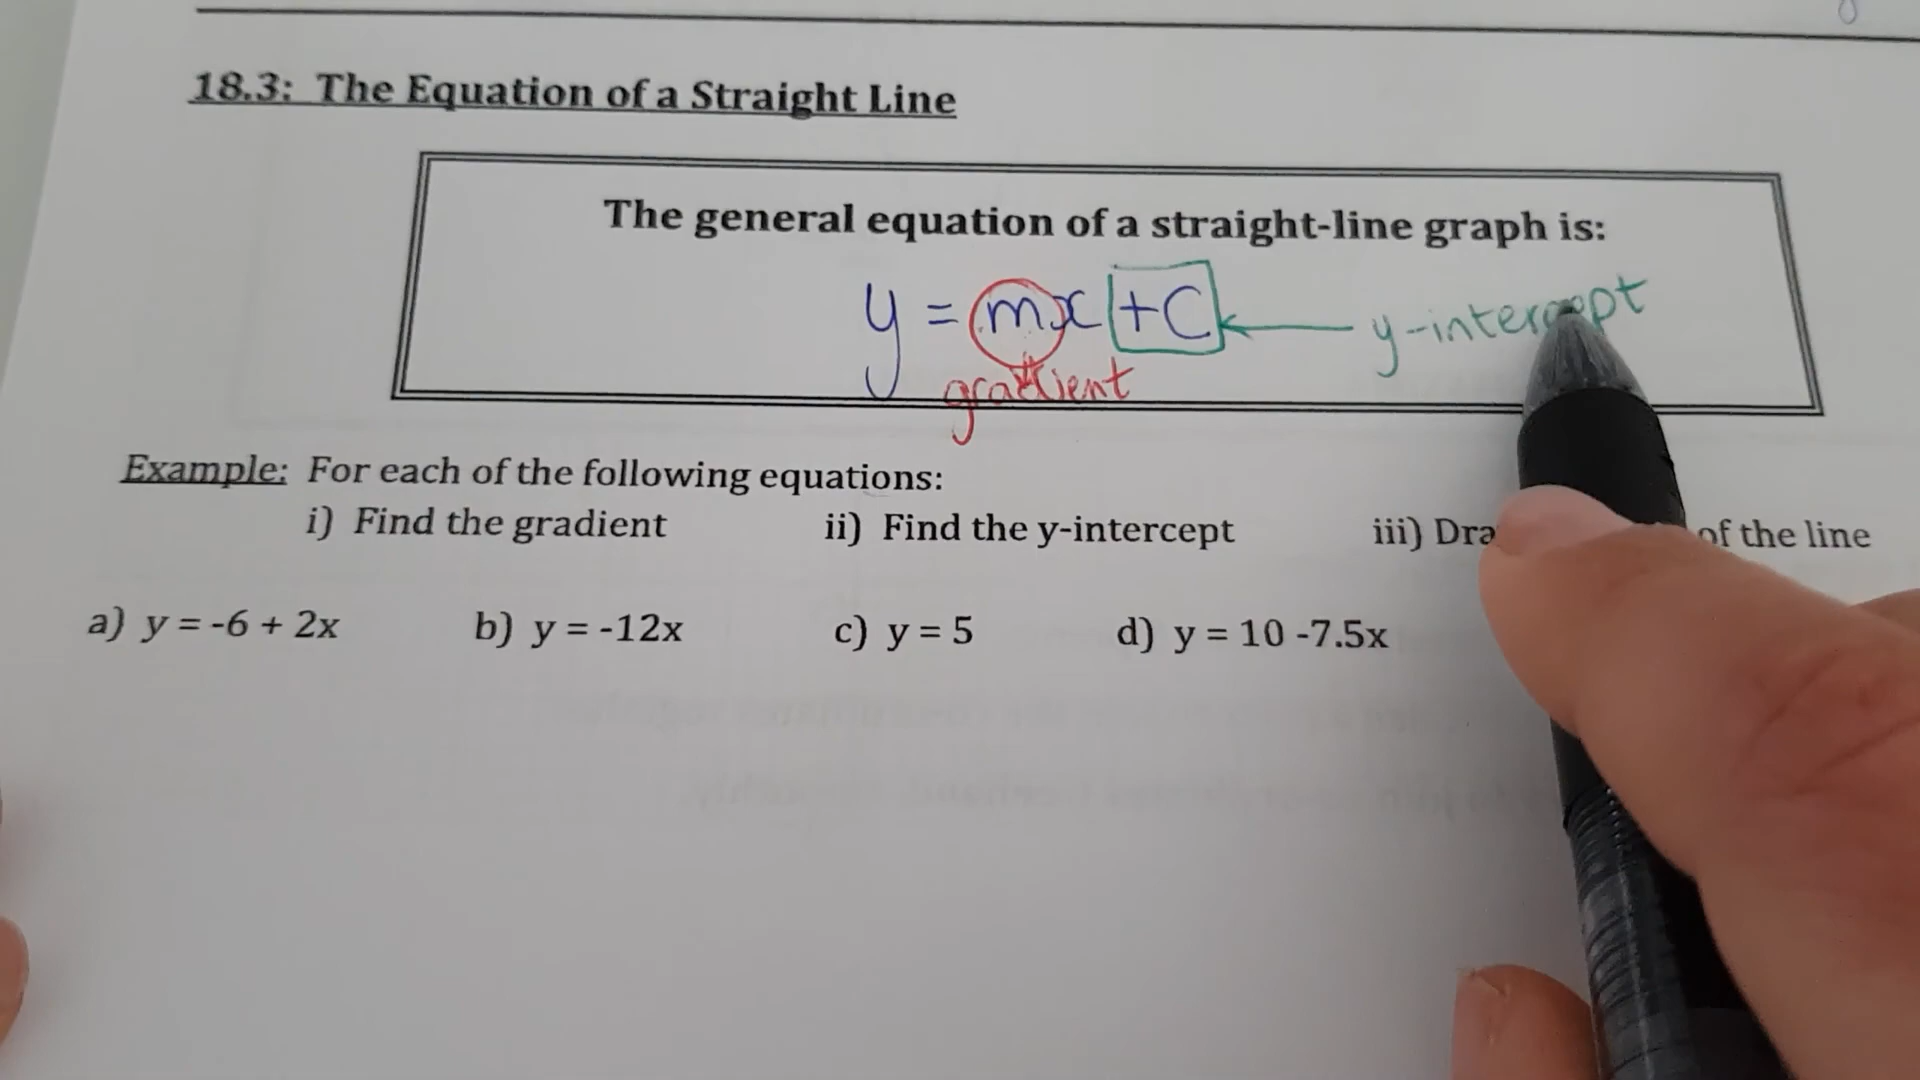 18.3: The Equation of a Straight Line
The general equation of a straight-line graph is:
y = mx +C y-intercept
gradient
Example: For each of the following equations:
i) Find the gradient ii) Find the y-intercept iii) of the line
a) y = -6 + 2x b) y = -12x c) y = 5 d) y = 10 -7.5x